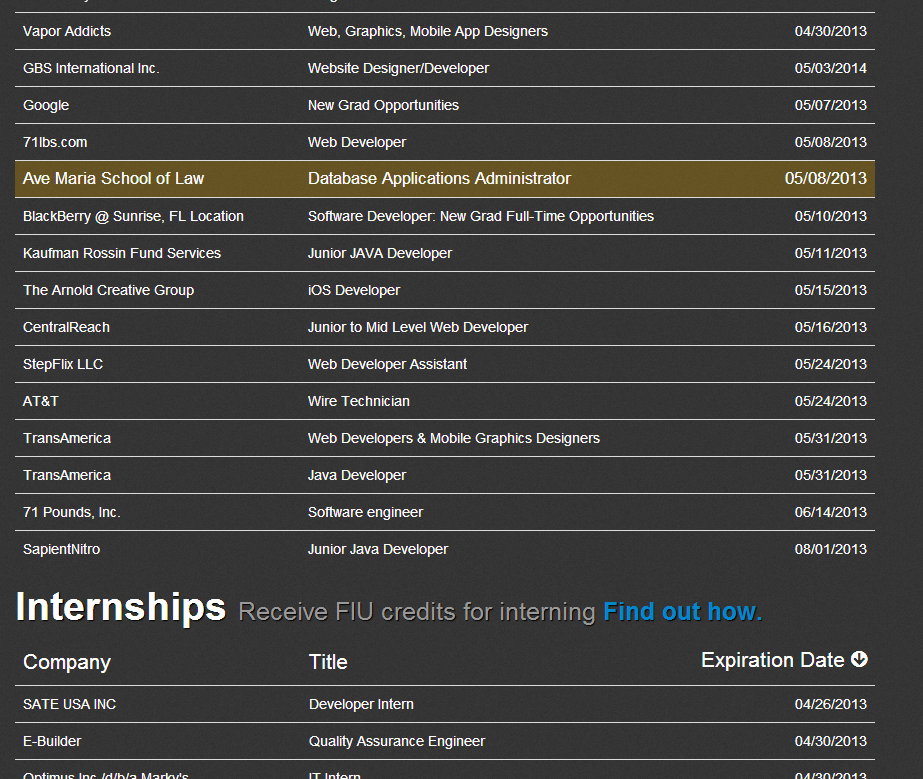 Vapor Addicts Web, Graphics, Mobile App Designers 04/30/2013
GBS International Inc. Website Designer/Developer 05/03/2014
Google New Grad Opportunities 05/07/2013
71lbs.com Web Developer 05/08/2013
Ave Maria School of Law Database Applications Administrator 05/08/2013
BlackBerry @ Sunrise, FL Location Software Developer: New Grad Full-Time Opportunities 05/10/2013
Kaufman Rossin Fund Services Junior JAVA Developer 05/11/2013
The Arnold Creative Group iOS Developer 05/15/2013
CentralReach Junior to Mid Level Web Developer 05/16/2013
StepFlix LLC Web Developer Assistant 05/24/2013
AT&T Wire Technician 05/24/2013
TransAmerica Web Developers & Mobile Graphics Designers 05/31/2013
TransAmerica Java Developer 05/31/2013
71 Pounds, Inc. Software engineer 06/14/2013
SapientNitro Junior Java Developer 08/01/2013
Internships Receive FIU credits for interning Find out how.
Company Title Expiration Date
SATE USA INC Developer Intern 04/26/2013
E-Builder Quality Assurance Engineer 04/30/2013
Optimus Inc /d/b/a Marky's IT Intern 04/30/2013